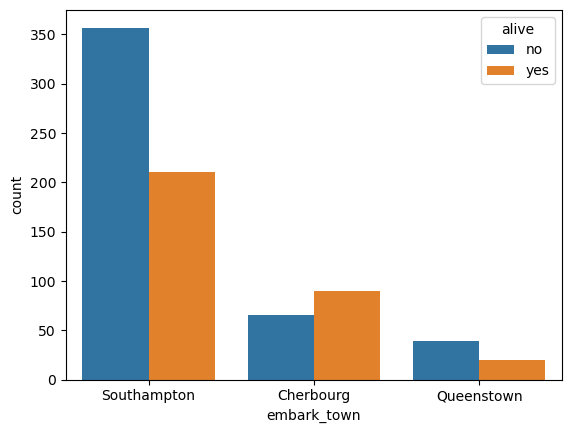 alive
no
yes
350
300
250
200
150
100
50
0
count
Southampton
Cherbourg
Queenstown
embark_town